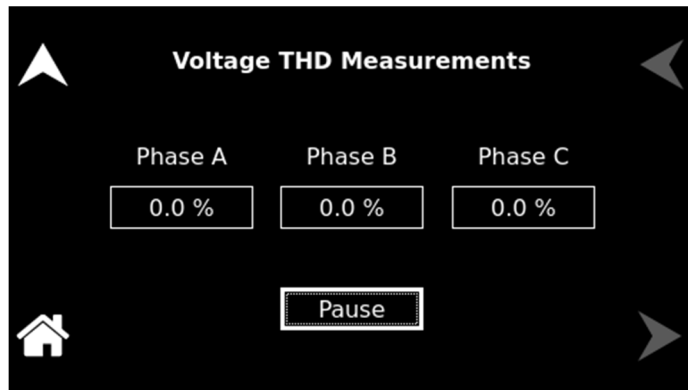 Voltage THD Measurements
Phase A Phase B Phase C
0.0 % 0.0 % 0.0 %
Pause